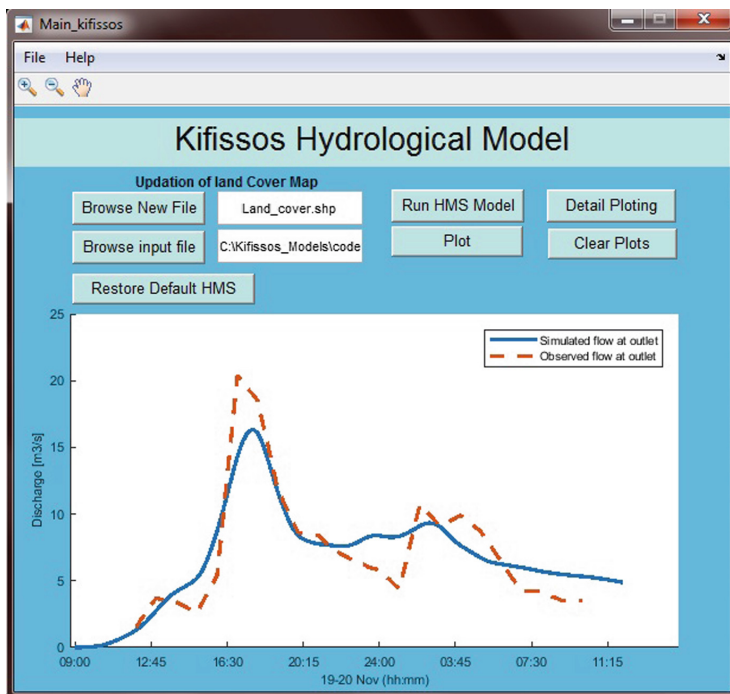 Main_kifissos
File Help
Kifissos Hydrological Model
Updation of land Cover Map
Browse New File Land_cover.shp Run HMS Model Detail Ploting
Browse input file C:\Kifissos_Models\code Plot Clear Plots
Restore Default HMS
25
20
15
10
5
0
Discharge [m3/s]
Simulated flow at outlet
Observed flow at outlet
09:00 12:45 16:30 20:15 24:00 03:45 07:30 11:15
19-20 Nov (hh:mm)